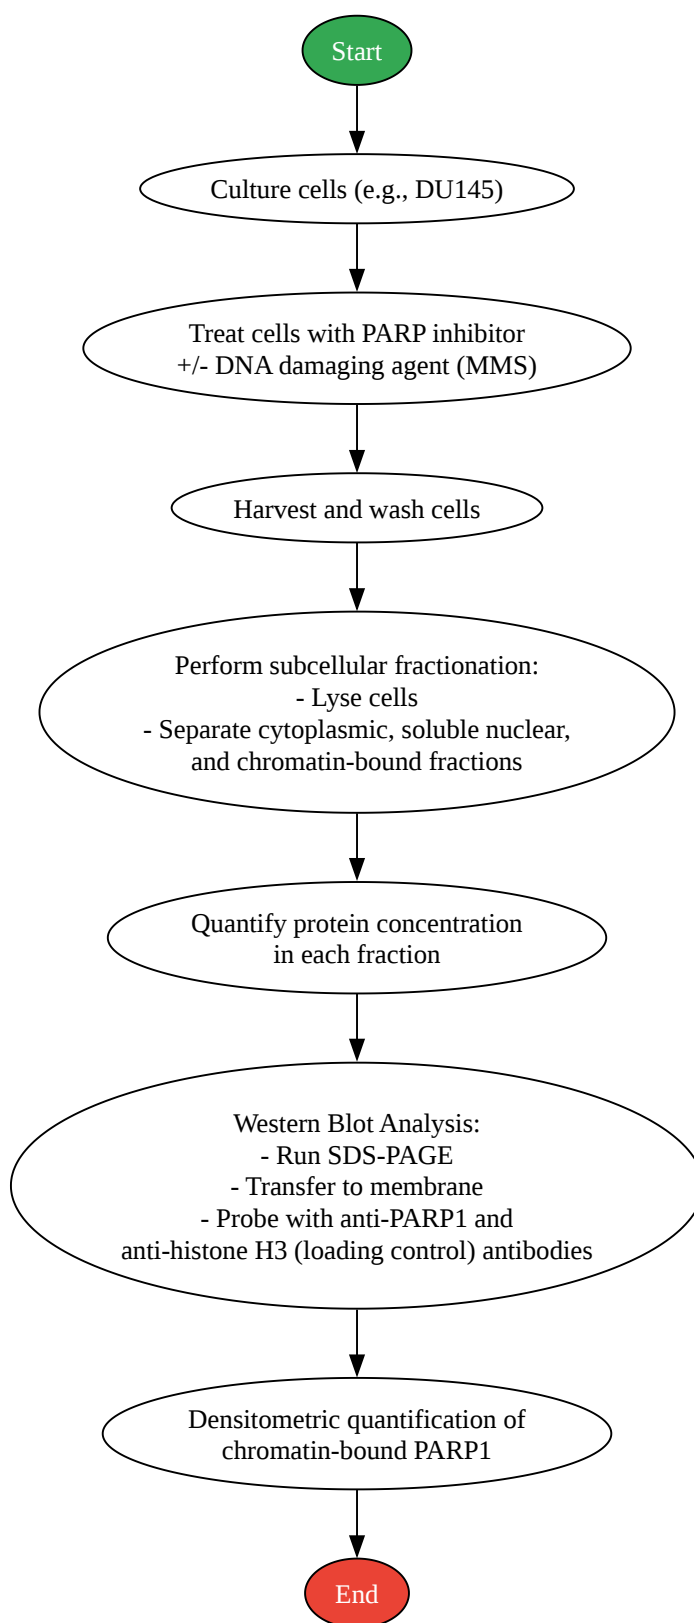 Start
Culture cells (e.g., DU145)
Treat cells with PARP inhibitor
+/- DNA damaging agent (MMS)
Harvest and wash cells
Perform subcellular fractionation:
- Lyse cells
- Separate cytoplasmic, soluble nuclear,
and chromatin-bound fractions
Quantify protein concentration
in each fraction
Western Blot Analysis:
- Run SDS-PAGE
- Transfer to membrane
- Probe with anti-PARP1 and
anti-histone H3 (loading control) antibodies
Densitometric quantification of
chromatin-bound PARP1
End